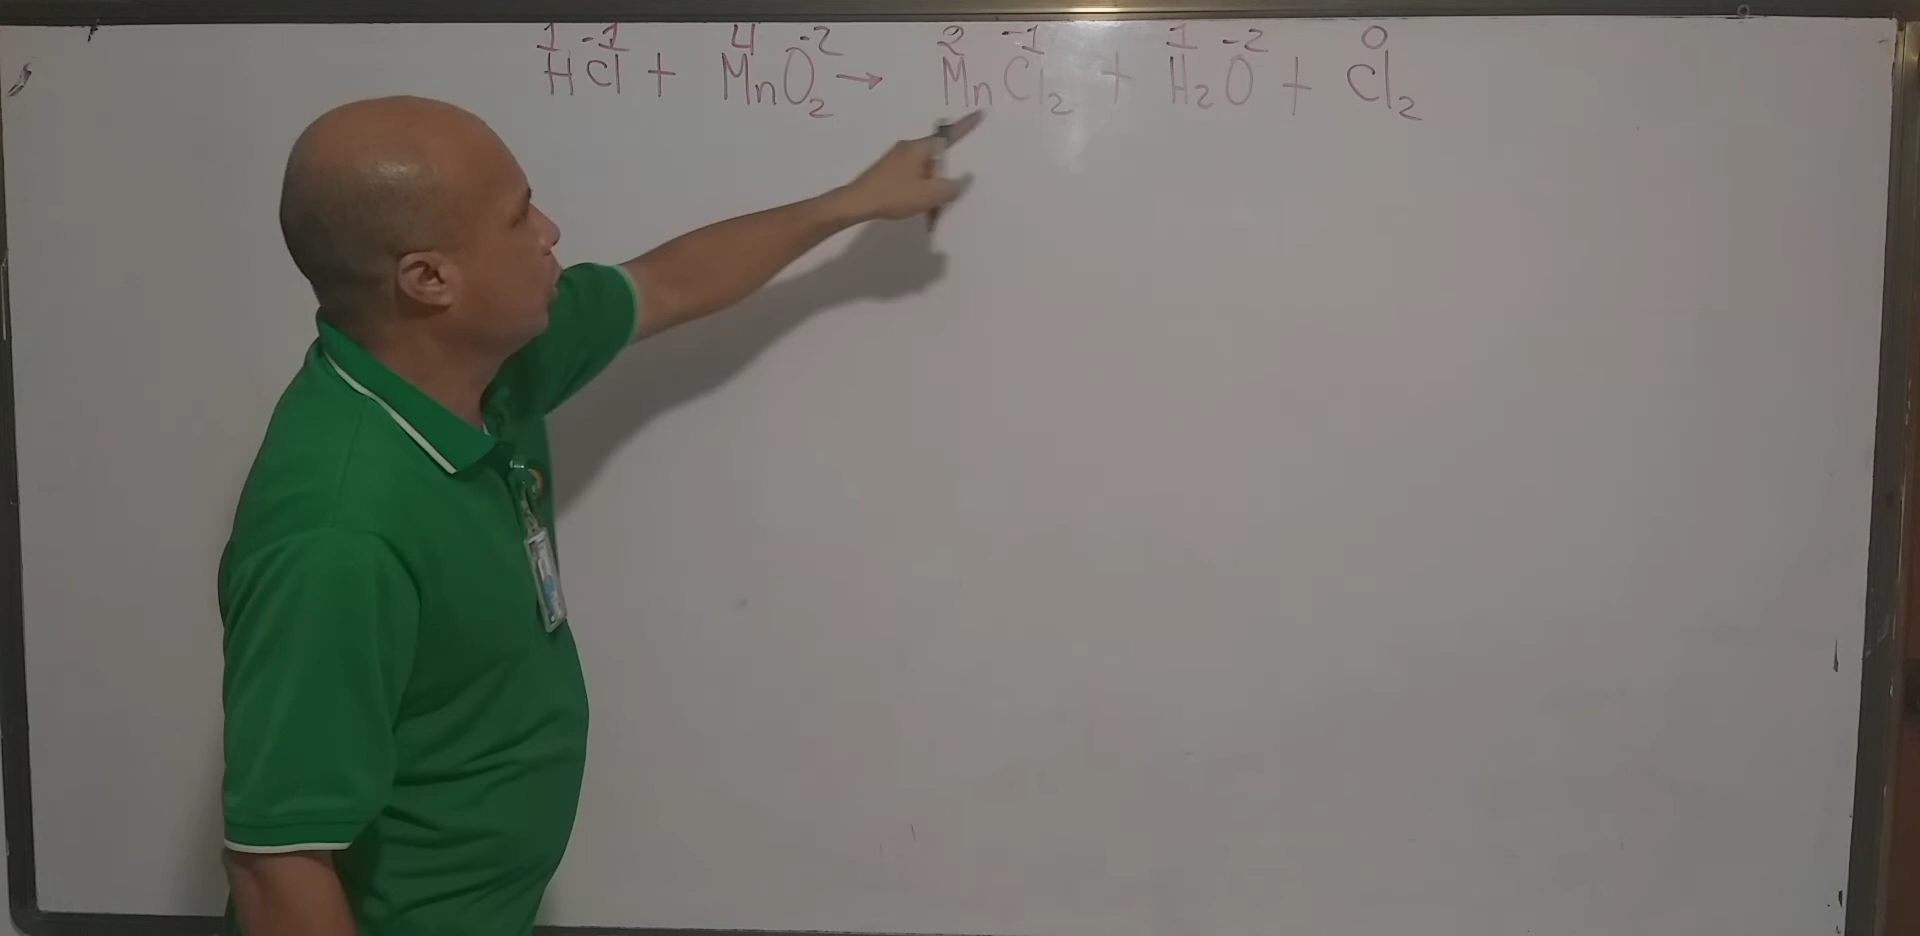 1 -1 4 -2 2 -1 1 -2 0
HCl + MnO₂ → MnCl₂ + H₂O + Cl₂